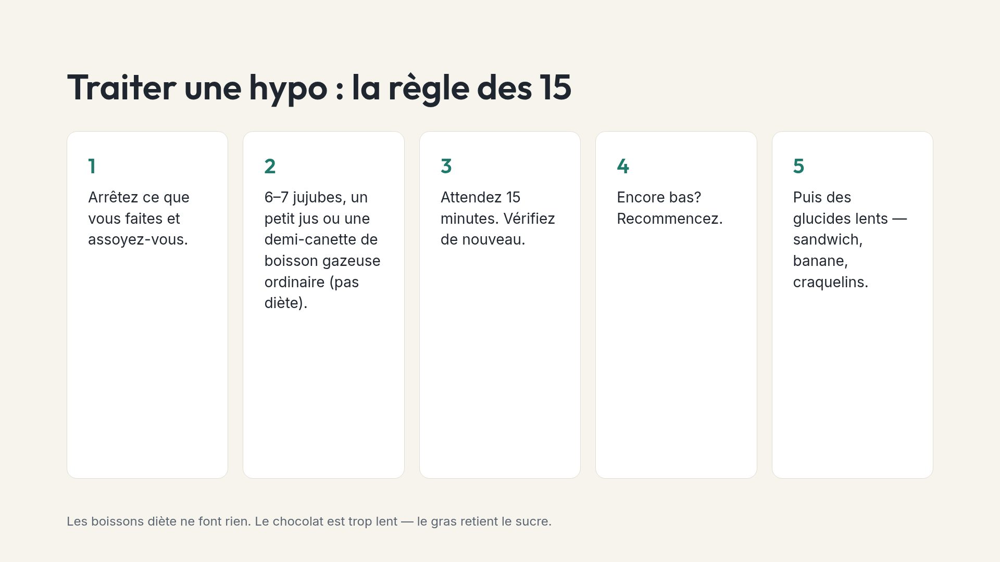 Traiter une hypo : la règle des 15
1
Arrêtez ce que
vous faites et
assoyez-vous.
2
6–7 jujubes, un
petit jus ou une
demi-canette de
boisson gazeuse
ordinaire (pas
diète).
3
Attendez 15
minutes. Vérifiez
de nouveau.
4
Encore bas?
Recommencez.
5
Puis des
glucides lents —
sandwich,
banane,
craquelins.
Les boissons diète ne font rien. Le chocolat est trop lent — le gras retient le sucre.